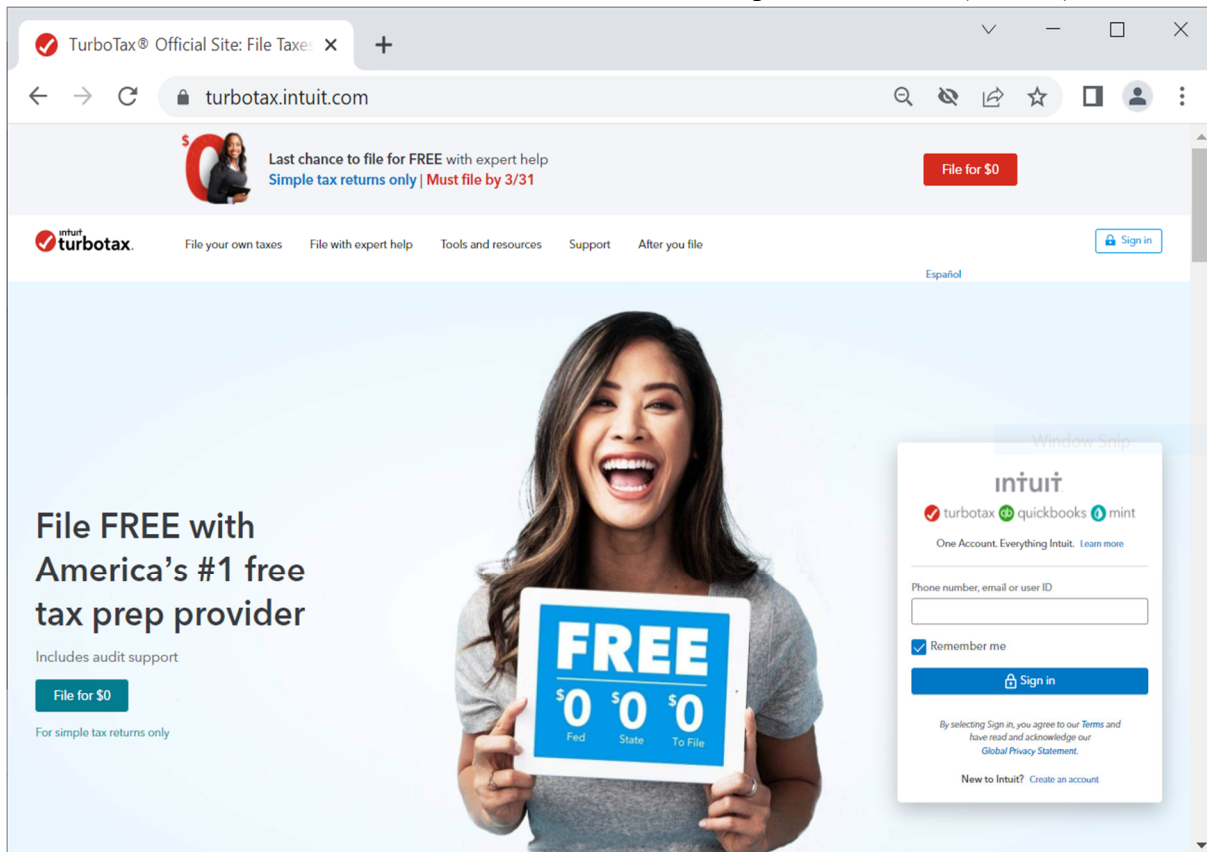 TurboTax® Official Site: File Taxes
turbotax.intuit.com
$0
Last chance to file for FREE with expert help
Simple tax returns only | Must file by 3/31
File for $0
intuit
turbotax.
File your own taxes File with expert help Tools and resources Support After you file
Sign in
Español
Window Snip
File FREE with
America's #1 free
tax prep provider
Includes audit support
File for $0
For simple tax returns only
FREE
$0 $0 $0
Fed State To File
intuit
turbotax qb quickbooks mint
One Account. Everything Intuit. Learn more
Phone number, email or user ID
Remember me
Sign in
By selecting Sign in, you agree to our Terms and
have read and acknowledge our
Global Privacy Statement.
New to Intuit? Create an account